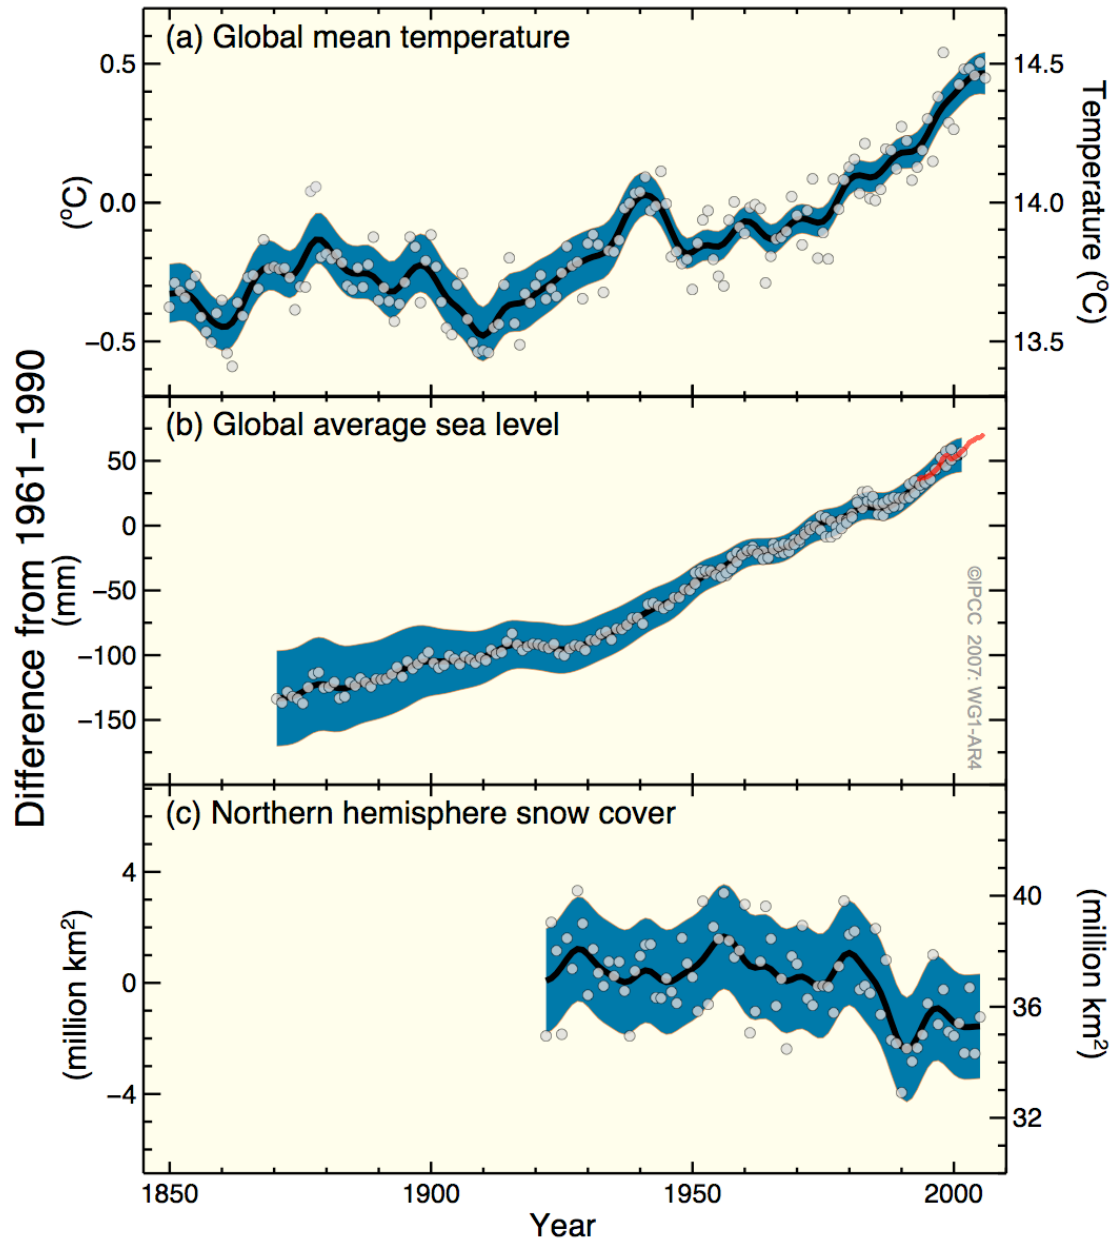 (a) Global mean temperature
0.5
0.0
−0.5
(°C)
14.5
14.0
13.5
Temperature (°C)
Difference from 1961−1990
(b) Global average sea level
50
0
−50
−100
−150
(mm)
©IPCC 2007: WG1-AR4
(c) Northern hemisphere snow cover
4
0
−4
(million km²)
40
36
32
(million km²)
1850 1900 1950 2000
Year